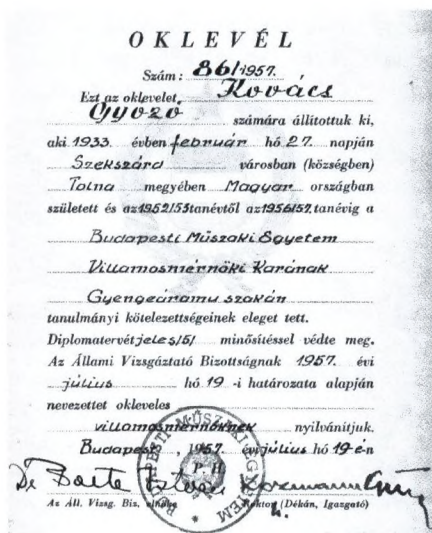 OKLEVÉL
Szám: 86/1957.
Ezt az oklevelet Kovács
Győző számára állítottuk ki,
aki 1933 évben február hó 27. napján
Szekszárd városban (községben)
Tolna megyében Magyar országban
született és az 1952/53 tanévtől az 1956/57. tanévig a
Budapesti Műszaki Egyetem
Villamosmérnöki Karának
Gyengeáramu szakán
tanulmányi kötelezettségeinek eleget tett.
Diplomatervét jeles /5/ minősítéssel védte meg.
Az Állami Vizsgáztató Bizottságnak 1957. évi
július hó 19 -i határozata alapján
nevezettet okleveles
villamosmérnöknek nyilvánítjuk.
Budapest, 1957. évi július hó 19-én
P. H.
BUDAPESTI MŰSZAKI EGYETEM
Az Áll. Vizsg. Biz. elnöke Rektor (Dékán, Igazgató)